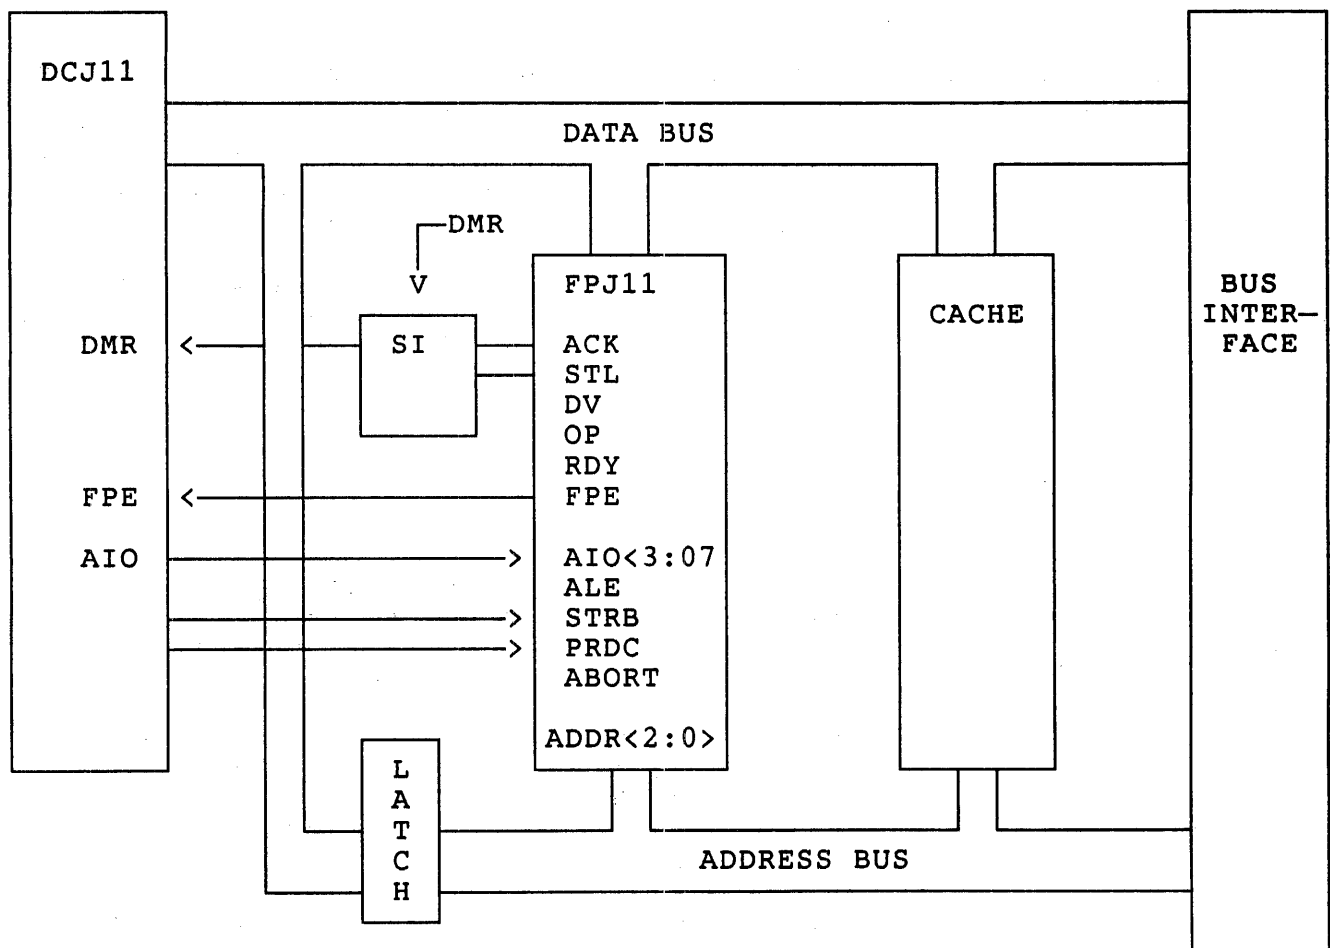 DCJ11
DATA BUS
DMR
V
FPJ11
BUS
INTER-
FACE
CACHE
DMR <
SI
ACK
STL
DV
OP
RDY
FPE <
FPE
AIO
> AIO<3:07
ALE
> STRB
> PRDC
ABORT
ADDR<2:0>
L
A
T
C
H
ADDRESS BUS